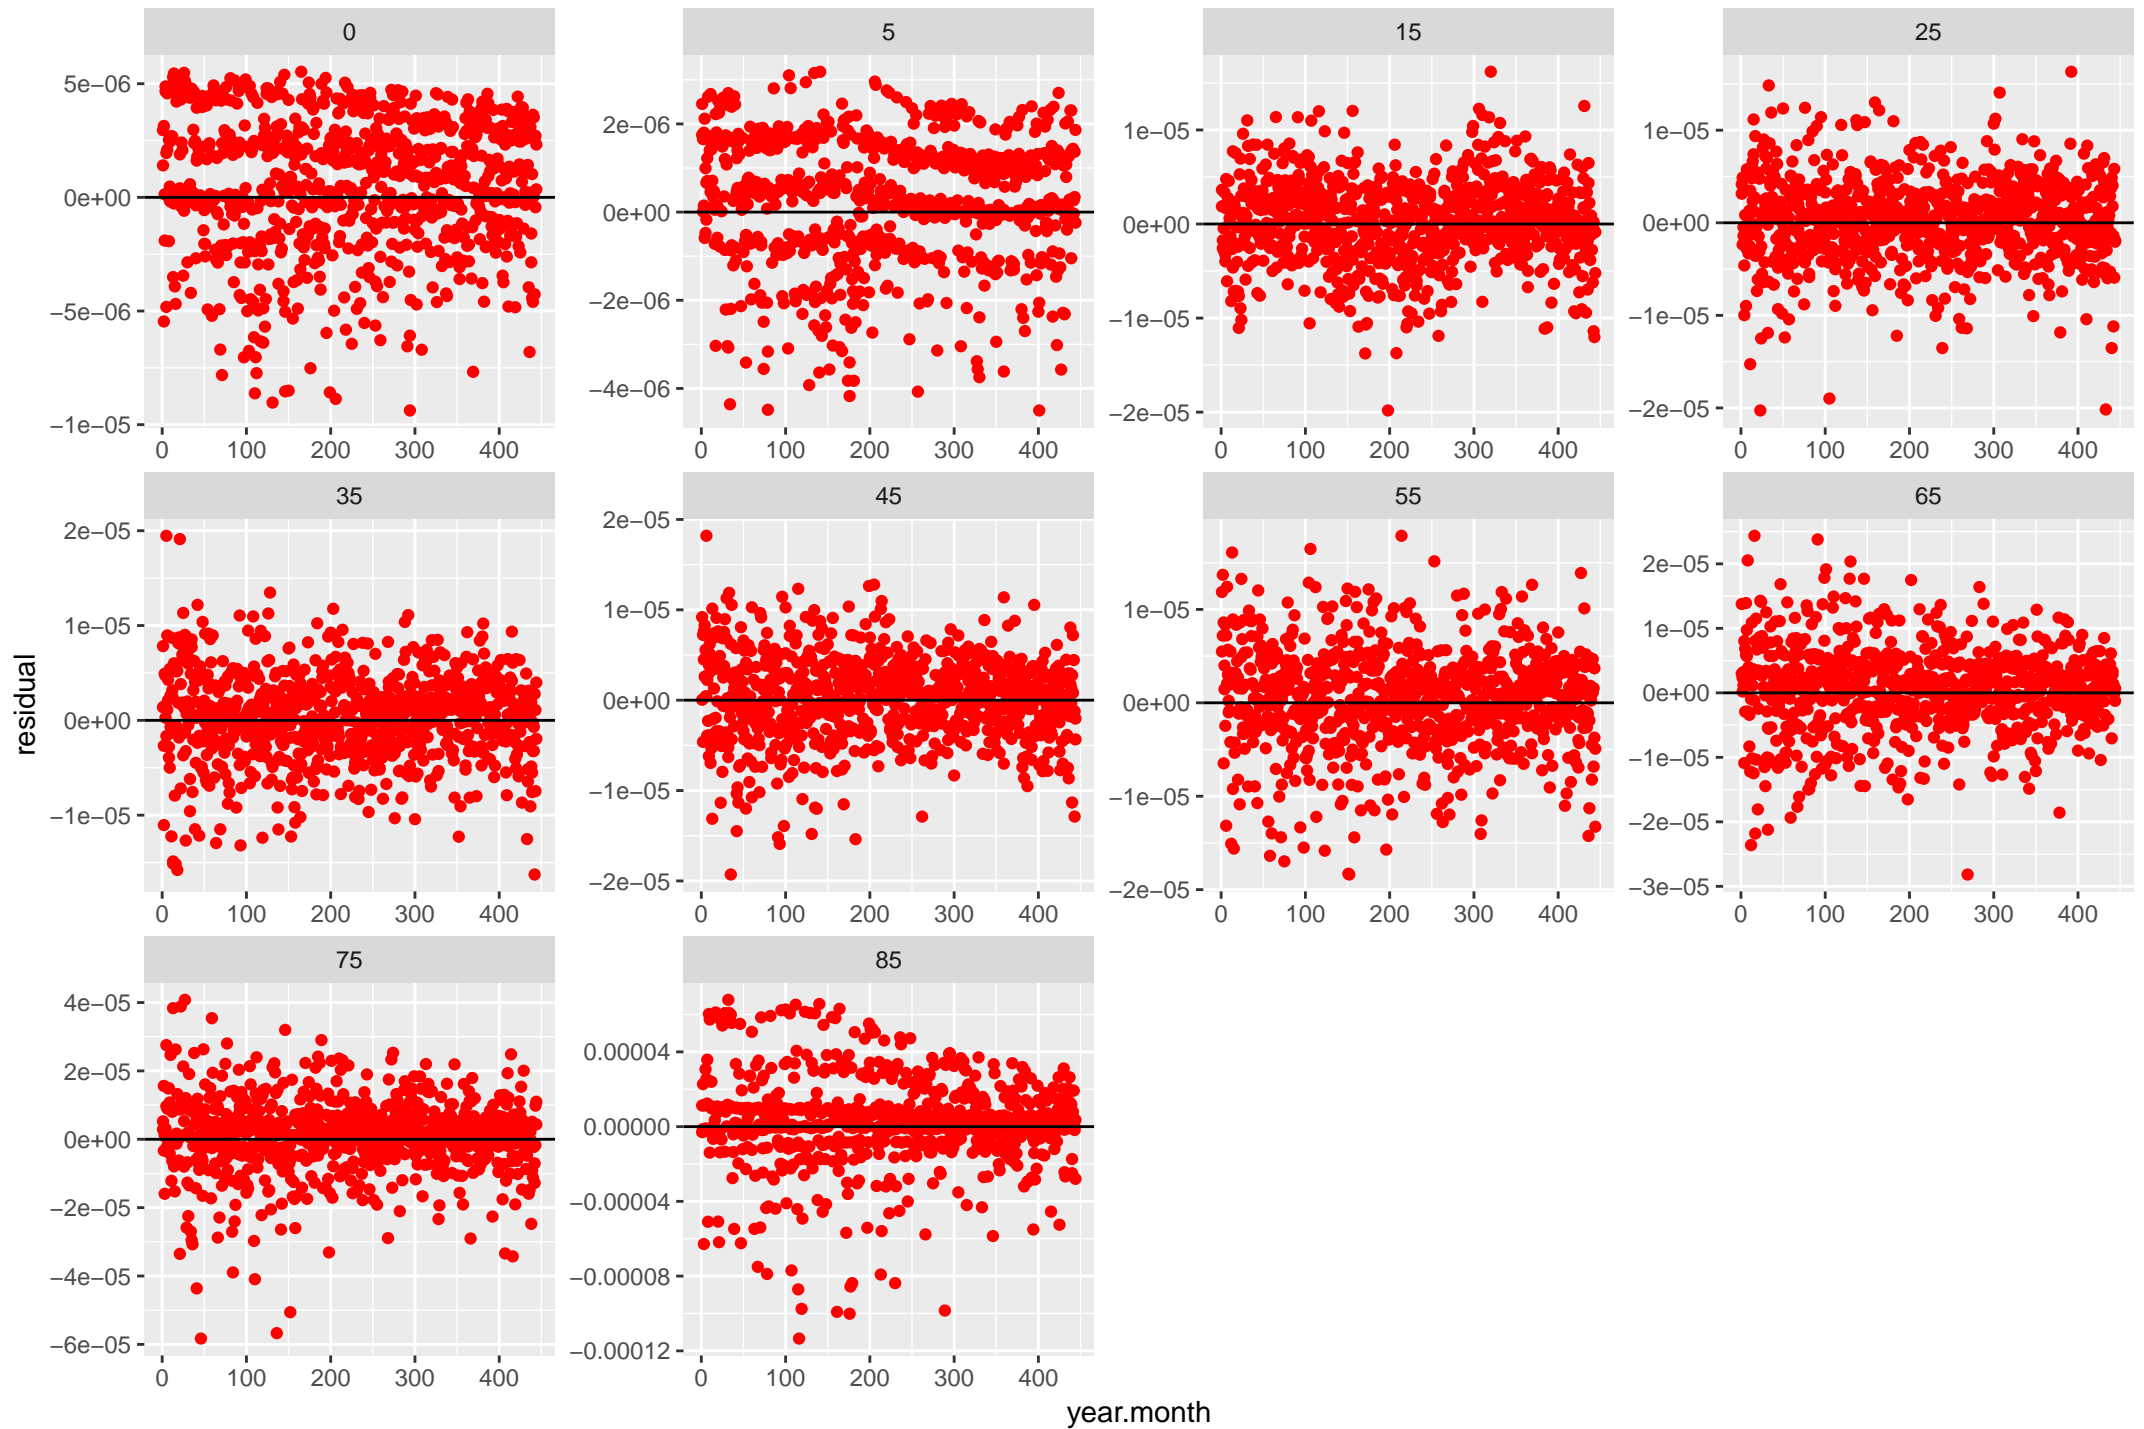 0 5 15 25
5e−06 0e+00 −5e−06 −1e−05
2e−06 0e+00 −2e−06 −4e−06
1e−05 0e+00 −1e−05 −2e−05
1e−05 0e+00 −1e−05 −2e−05
0 100 200 300 400 0 100 200 300 400 0 100 200 300 400 0 100 200 300 400
35 45 55 65
2e−05 1e−05 0e+00 −1e−05
2e−05 1e−05 0e+00 −1e−05 −2e−05
1e−05 0e+00 −1e−05 −2e−05
2e−05 1e−05 0e+00 −1e−05 −2e−05 −3e−05
0 100 200 300 400 0 100 200 300 400 0 100 200 300 400 0 100 200 300 400
residual
75 85
4e−05 2e−05 0e+00 −2e−05 −4e−05 −6e−05
0.00004 0.00000 −0.00004 −0.00008 −0.00012
0 100 200 300 400 0 100 200 300 400
year.month